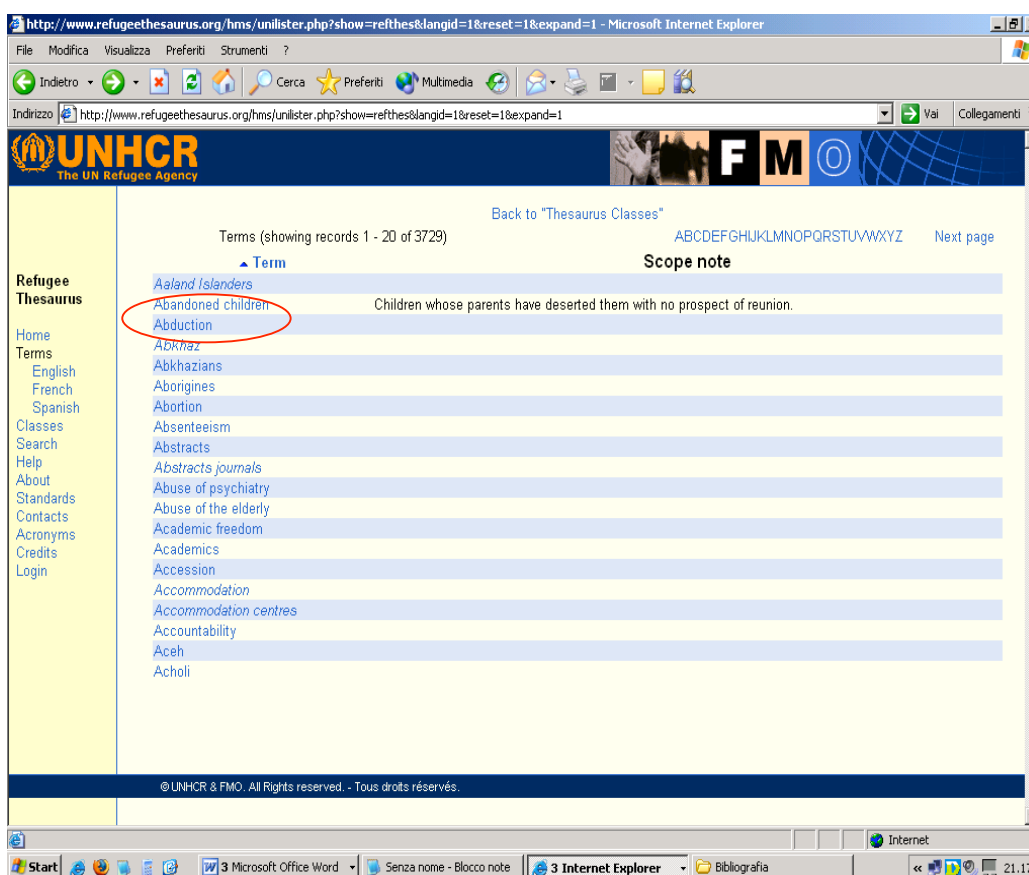 http://www.refugeethesaurus.org/hms/unilister.php?show=refthes&langid=1&reset=1&expand=1 - Microsoft Internet Explorer
File Modifica Visualizza Preferiti Strumenti ?
Indietro Cerca Preferiti Multimedia
Indirizzo http://www.refugeethesaurus.org/hms/unilister.php?show=refthes&langid=1&reset=1&expand=1 Vai Collegamenti
UNHCR
The UN Refugee Agency
F M O
Back to "Thesaurus Classes"
Terms (showing records 1 - 20 of 3729) ABCDEFGHIJKLMNOPQRSTUVWXYZ Next page
Term Scope note
Refugee
Thesaurus
Home
Terms
English
French
Spanish
Classes
Search
Help
About
Standards
Contacts
Acronyms
Credits
Login
Aaland Islanders
Abandoned children Children whose parents have deserted them with no prospect of reunion.
Abduction
Abkhaz
Abkhazians
Aborigines
Abortion
Absenteeism
Abstracts
Abstracts journals
Abuse of psychiatry
Abuse of the elderly
Academic freedom
Academics
Accession
Accommodation
Accommodation centres
Accountability
Aceh
Acholi
© UNHCR & FMO. All Rights reserved. - Tous droits réservés.
Internet
Start 3 Microsoft Office Word Senza nome - Blocco note 3 Internet Explorer Bibliografia « 21.17